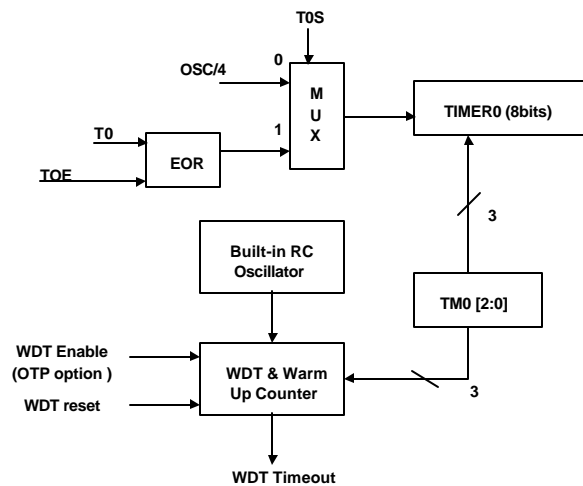 T0S
0
OSC/4
M
U
X
TIMER0 (8bits)
1
T0
EOR
TOE
3
Built-in RC
Oscillator
TM0 [2:0]
WDT Enable
(OTP option )
WDT & Warm
Up Counter
3
WDT reset
WDT Timeout